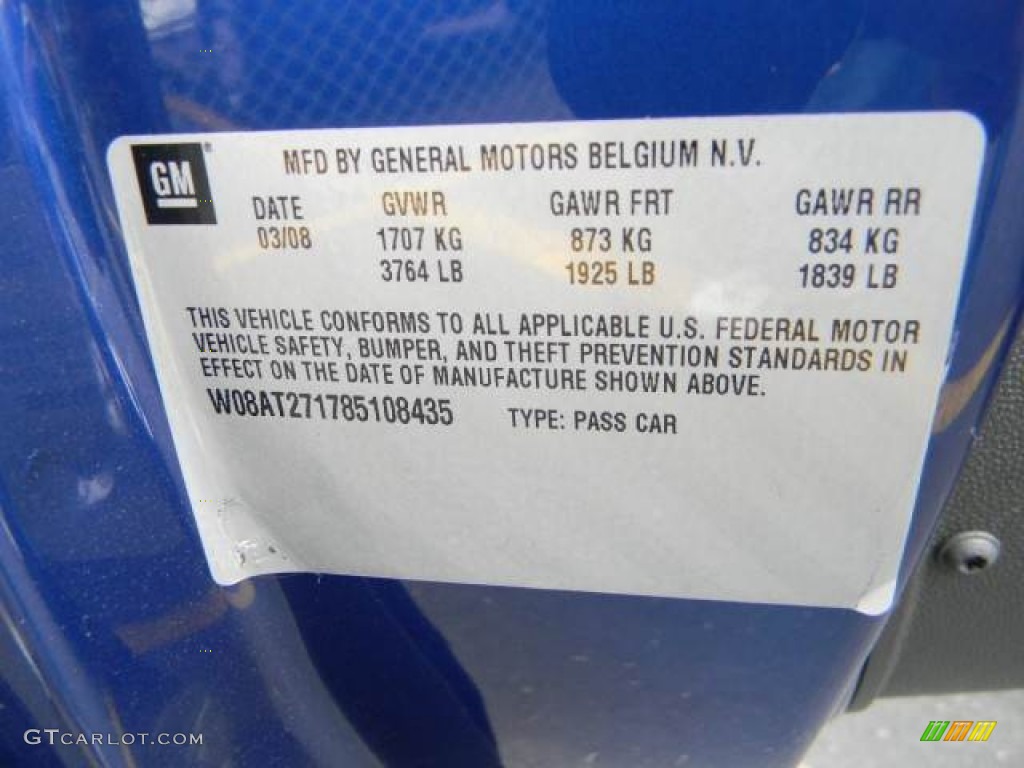 GM
MFD BY GENERAL MOTORS BELGIUM N.V.
DATE GVWR GAWR FRT GAWR RR
03/08 1707 KG 873 KG 834 KG
3764 LB 1925 LB 1839 LB
THIS VEHICLE CONFORMS TO ALL APPLICABLE U.S. FEDERAL MOTOR
VEHICLE SAFETY, BUMPER, AND THEFT PREVENTION STANDARDS IN
EFFECT ON THE DATE OF MANUFACTURE SHOWN ABOVE.
W08AT271785108435 TYPE: PASS CAR
GTCARLOT.COM